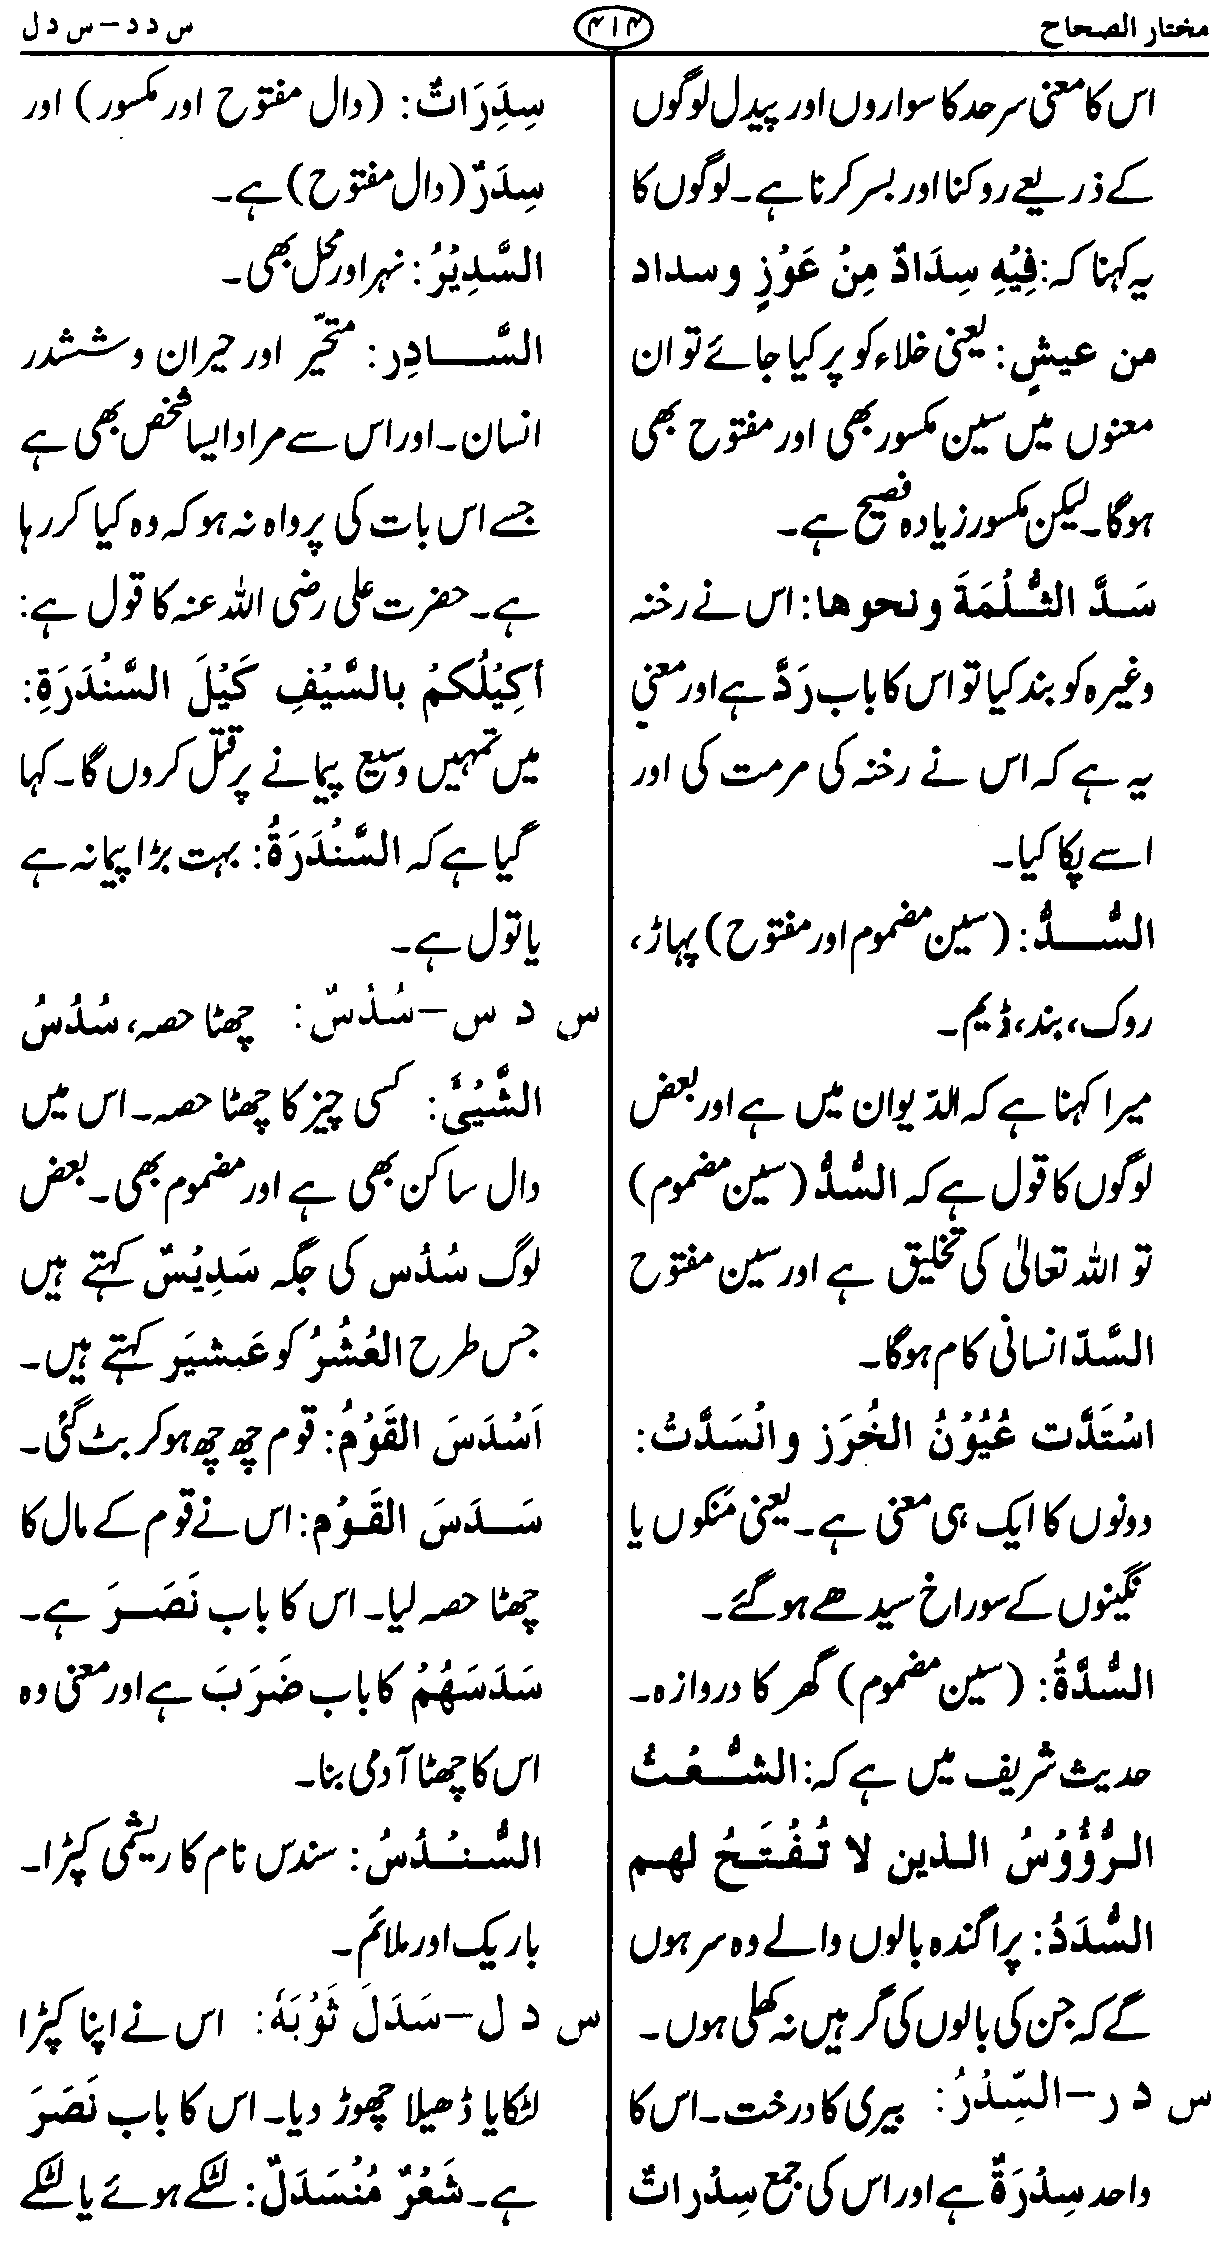 مختار الصحاح
۴۱۴
س د د – س د ل
اس کا معنی سرحد کا سواروں اور پیدل لوگوں
کے ذریعے روکنا اور بسر کرنا ہے۔ لوگوں کا
یہ کہنا کہ: فِيْهِ سِدَادٌ مِنْ عَوْزٍ وسداد
من عيشٍ: یعنی خلاء کو پر کیا جائے تو ان
معنوں میں سین مکسور بھی اور مفتوح بھی
ہوگا۔ لیکن مکسور زیادہ فصیح ہے۔
سَدَّ الثُّلْمَةَ ونحوها: اس نے رخنہ
وغیرہ کو بند کیا تو اس کا باب رَدَّ ہے اور معنی
یہ ہے کہ اس نے رخنہ کی مرمت کی اور
اسے پکا کیا۔
السُّدُّ: (سین مضموم اور مفتوح) پہاڑ،
روک، بند، ڈیم۔
میرا کہنا ہے کہ الدّیوان میں ہے اور بعض
لوگوں کا قول ہے کہ السُّدُّ (سین مضموم)
تو اللہ تعالیٰ کی تخلیق ہے اور سین مفتوح
السَّدّ انسانی کام ہوگا۔
اسْتَدَّت عُيُوْنُ الخُرَز وانْسَدَّتْ:
دونوں کا ایک ہی معنی ہے۔ یعنی منکوں یا
نگینوں کے سوراخ سیدھے ہوگئے۔
السُّدَّةُ: (سین مضموم) گھر کا دروازہ۔
حدیث شریف میں ہے کہ: الشُّعْثُ
الرُّؤُوْسُ الذين لا تُفْتَحُ لهم
السُّدَدُ: پراگندہ بالوں والے وہ سر ہوں
گے کہ جن کی بالوں کی گرہیں نہ کھلی ہوں۔
س د ر – السِّدْرُ: بیری کا درخت۔ اس کا
واحد سِدْرَةٌ ہے اور اس کی جمع سِدْراتٌ
سِدِرَاتٌ: (دال مفتوح اور مکسور) اور
سِدَرٌ (دال مفتوح) ہے۔
السَّدِيْرُ: نہر اور محل بھی۔
السَّادِر: متحیّر اور حیران و ششدر
انسان۔ اور اس سے مراد ایسا شخص بھی ہے
جسے اس بات کی پرواہ نہ ہو کہ وہ کیا کر رہا
ہے۔ حضرت علی رضی اللہ عنہ کا قول ہے:
أكِيْلُكمْ بالسَّيْفِ كَيْلَ السَّنْدَرَةِ:
میں تمہیں وسیع پیمانے پر قتل کروں گا۔ کہا
گیا ہے کہ السَّنْدَرَةُ: بہت بڑا پیمانہ ہے
یا تول ہے۔
س د س – سُدْسٌ: چھٹا حصہ، سُدُسُ
الشَّيْئ: کسی چیز کا چھٹا حصہ۔ اس میں
دال ساکن بھی ہے اور مضموم بھی۔ بعض
لوگ سُدُس کی جگہ سَدِيْسٌ کہتے ہیں
جس طرح العُشْرُ کو عَبشيَر کہتے ہیں۔
اَسْدَسَ القَوْمُ: قوم چھ چھ ہو کر بٹ گئی۔
سَدَسَ القَوْم: اس نے قوم کے مال کا
چھٹا حصہ لیا۔ اس کا باب نَصَرَ ہے۔
سَدَسَهُمْ کا باب ضَرَبَ ہے اور معنی وہ
اس کا چھٹا آدمی بنا۔
السُّنْدُسُ: سندس نام کا ریشمی کپڑا۔
باریک اور ملائم۔
س د ل – سَدَلَ ثَوْبَهٗ: اس نے اپنا کپڑا
لٹکایا ڈھیلا چھوڑ دیا۔ اس کا باب نَصَرَ
ہے۔ شَعْرٌ مُنْسَدَلٌ: لٹکے ہوئے یا لٹکے